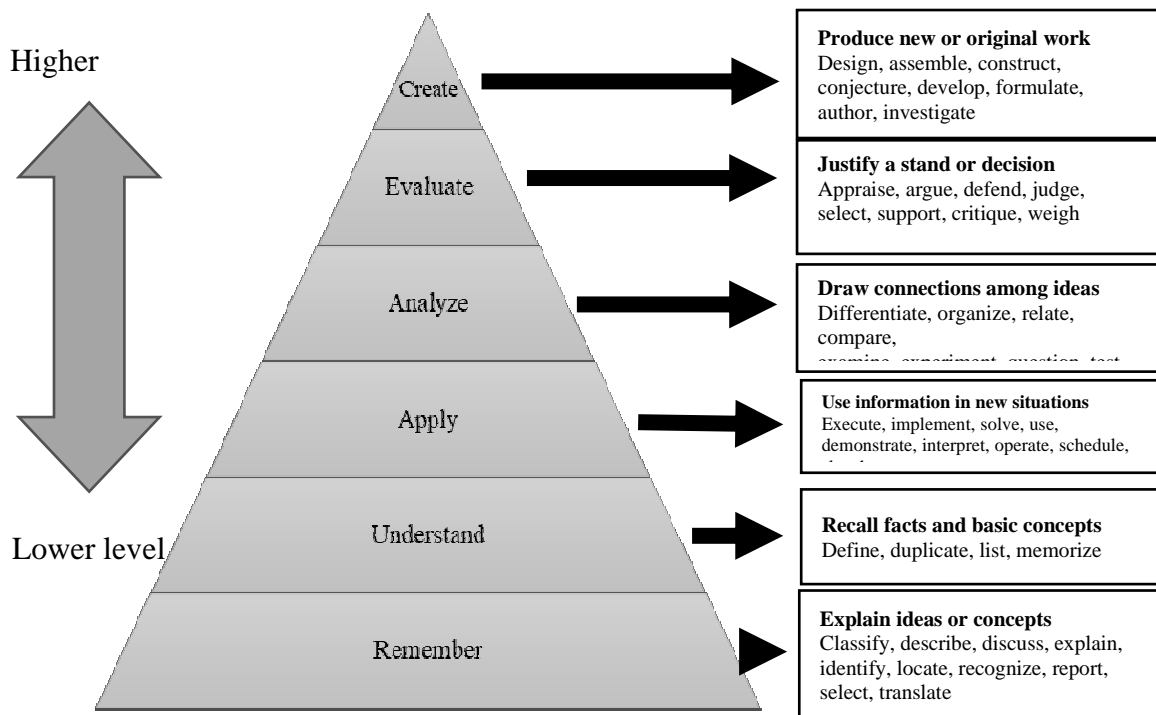 Higher
Lower level
Create
Evaluate
Analyze
Apply
Understand
Remember
Produce new or original work
Design, assemble, construct,
conjecture, develop, formulate,
author, investigate
Justify a stand or decision
Appraise, argue, defend, judge,
select, support, critique, weigh
Draw connections among ideas
Differentiate, organize, relate,
compare,
examine, experiment, question, test
Use information in new situations
Execute, implement, solve, use,
demonstrate, interpret, operate, schedule,
Recall facts and basic concepts
Define, duplicate, list, memorize
Explain ideas or concepts
Classify, describe, discuss, explain,
identify, locate, recognize, report,
select, translate